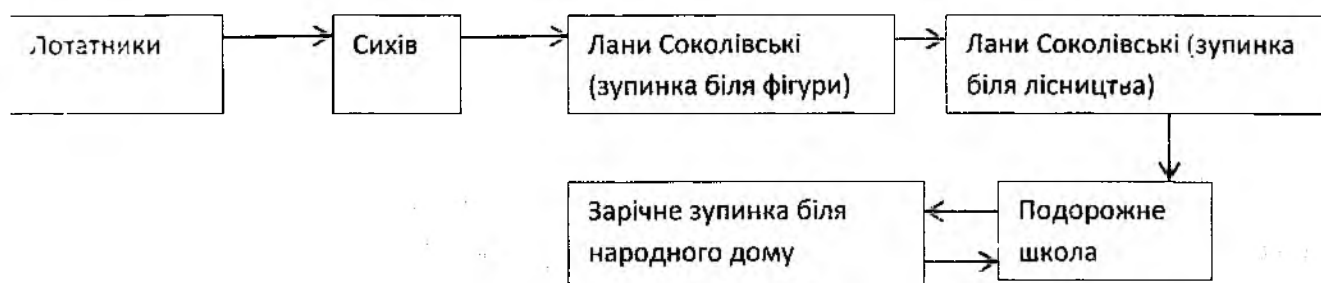 Лотатники
Сихів
Лани Соколівські
(зупинка біля фігури)
Лани Соколівські (зупинка
біля лісництва)
Зарічне зупинка біля
народного дому
Подорожне
школа